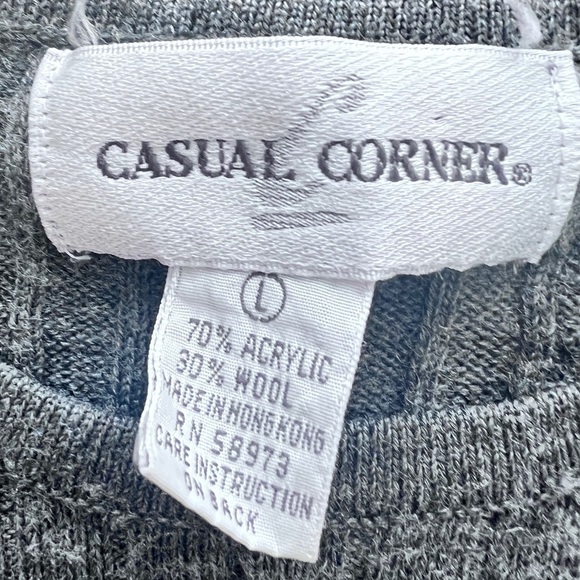 CASUAL CORNER®
L
70% ACRYLIC
30% WOOL
MADE IN HONG KONG
RN 58973
CARE INSTRUCTION
ON BACK